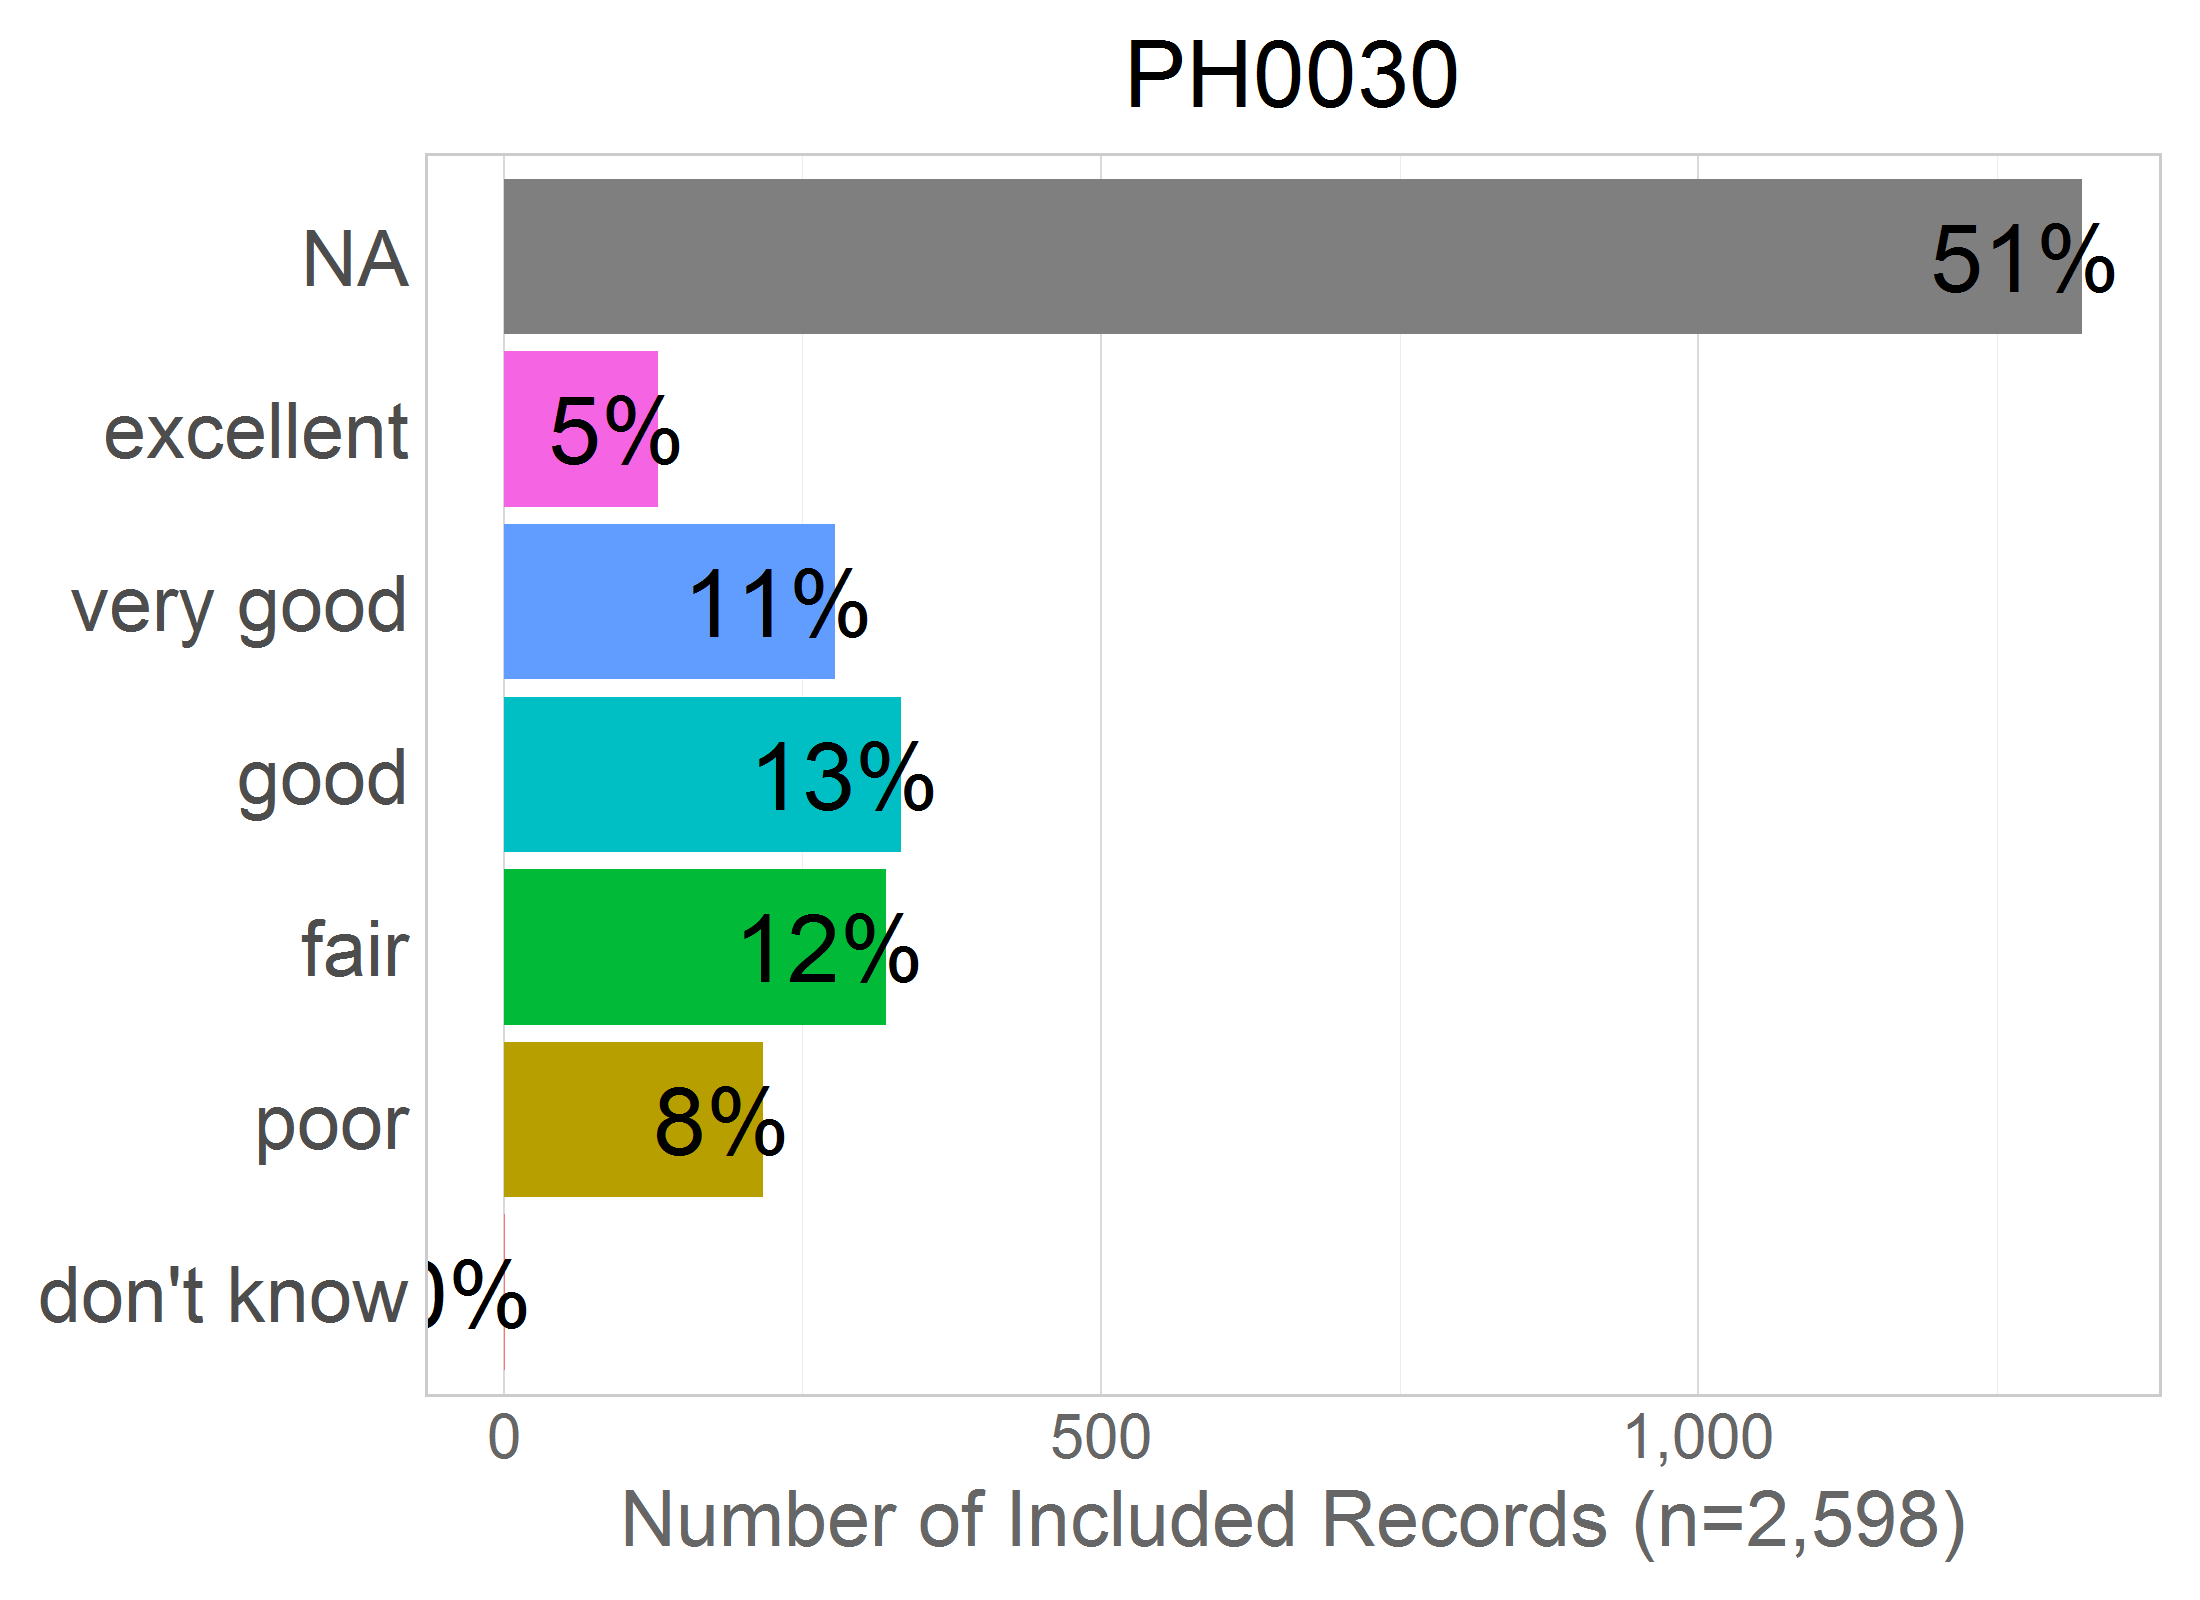 PH0030
NA
51%
excellent
5%
very good
11%
good
13%
fair
12%
poor
8%
don't know
0%
0
500
1,000
Number of Included Records (n=2,598)